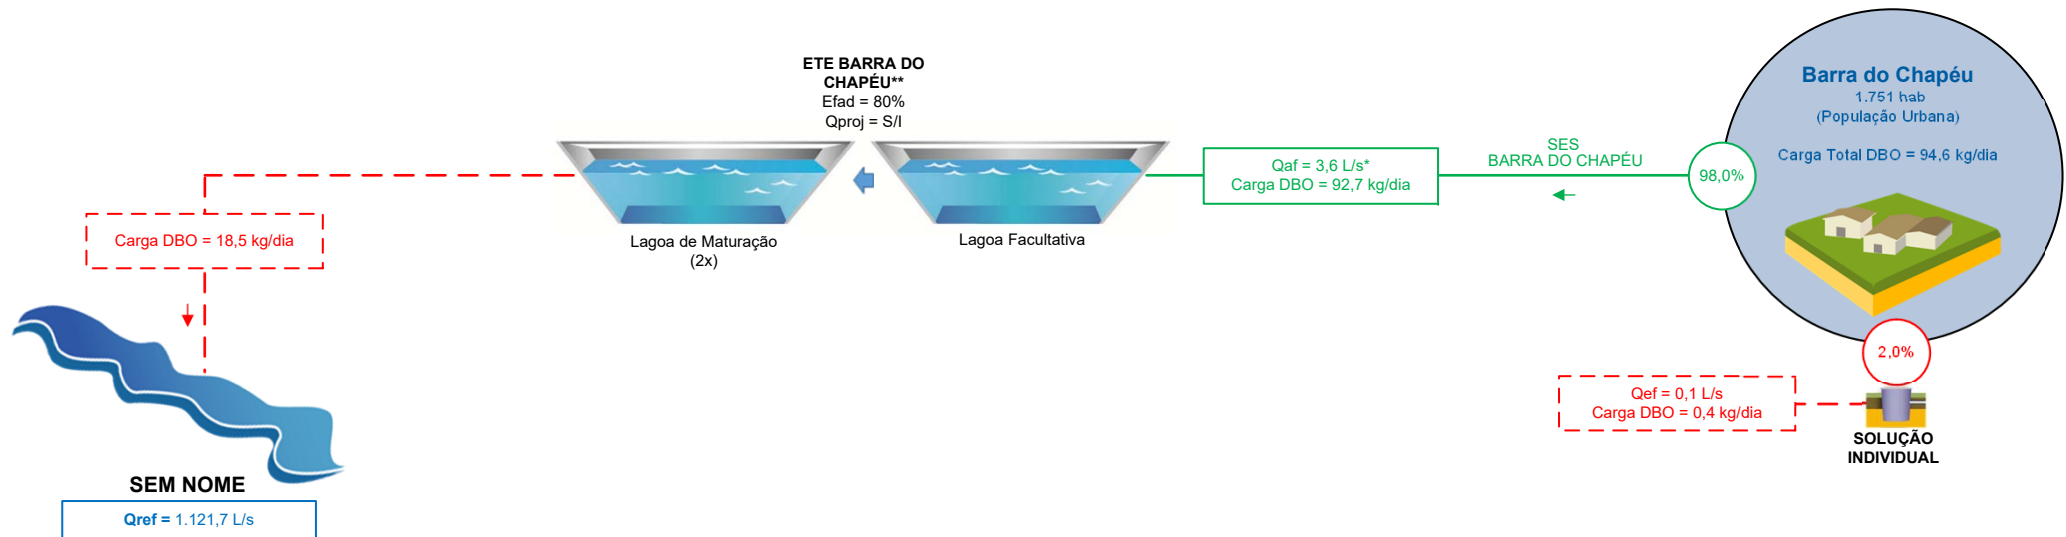 Barra do Chapéu
1.751 hab
(População Urbana)
Carga Total DBO = 94,6 kg/dia
98,0%
2,0%
SES
BARRA DO CHAPÉU
Qaf = 3,6 L/s*
Carga DBO = 92,7 kg/dia
ETE BARRA DO
CHAPÉU**
Efad = 80%
Qproj = S/I
Lagoa Facultativa
Lagoa de Maturação
(2x)
Carga DBO = 18,5 kg/dia
Qef = 0,1 L/s
Carga DBO = 0,4 kg/dia
SOLUÇÃO
INDIVIDUAL
SEM NOME
Qref = 1.121,7 L/s